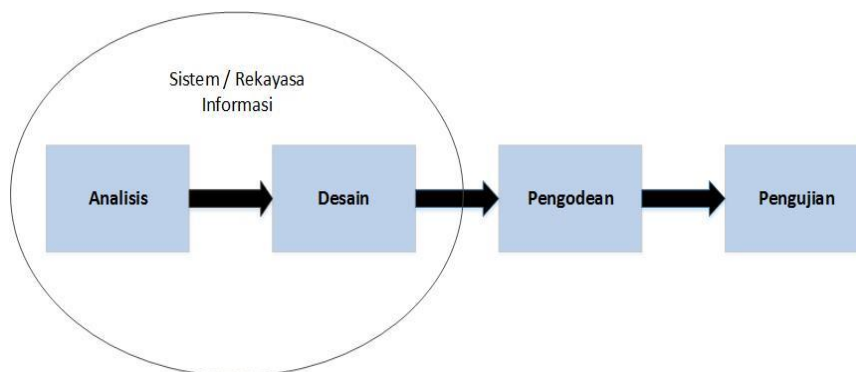 Sistem / Rekayasa
Informasi
Analisis
Desain
Pengodean
Pengujian